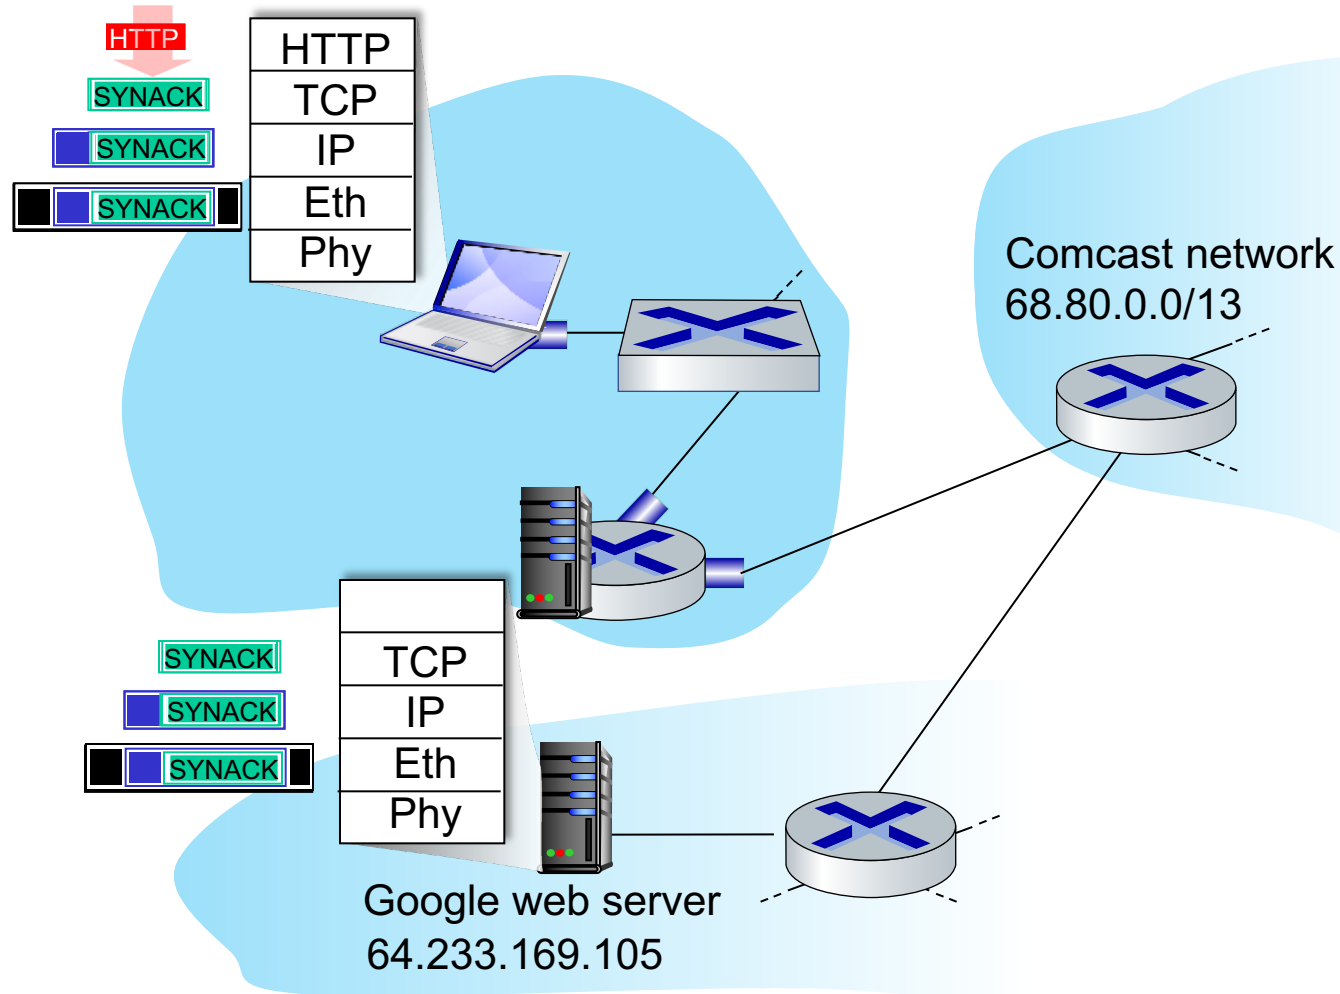 HTTP
SYNACK
SYNACK
SYNACK
HTTP
TCP
IP
Eth
Phy
Comcast network
68.80.0.0/13
SYNACK
SYNACK
SYNACK
TCP
IP
Eth
Phy
Google web server
64.233.169.105